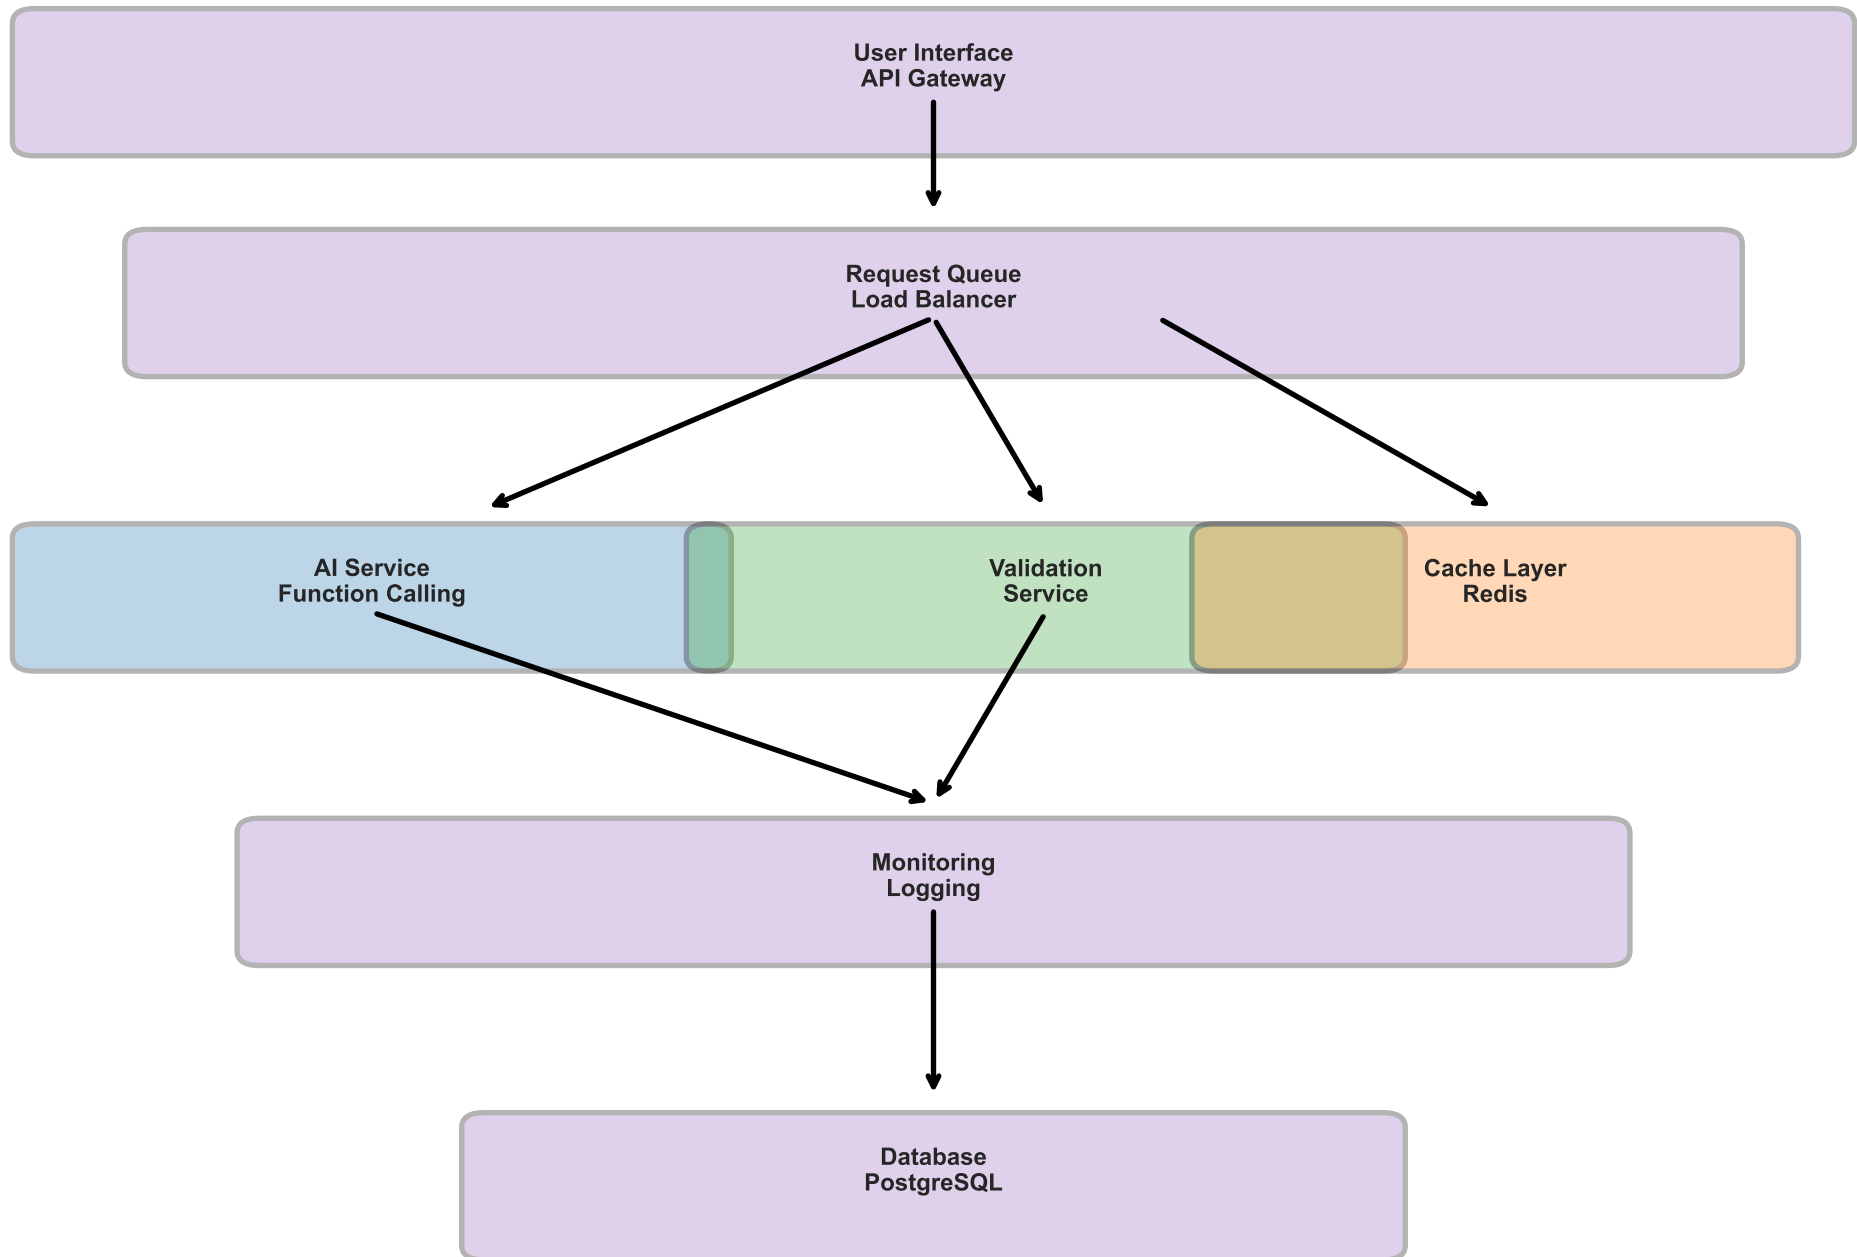 User Interface
API Gateway
Request Queue
Load Balancer
AI Service
Function Calling
Validation
Service
Cache Layer
Redis
Monitoring
Logging
Database
PostgreSQL